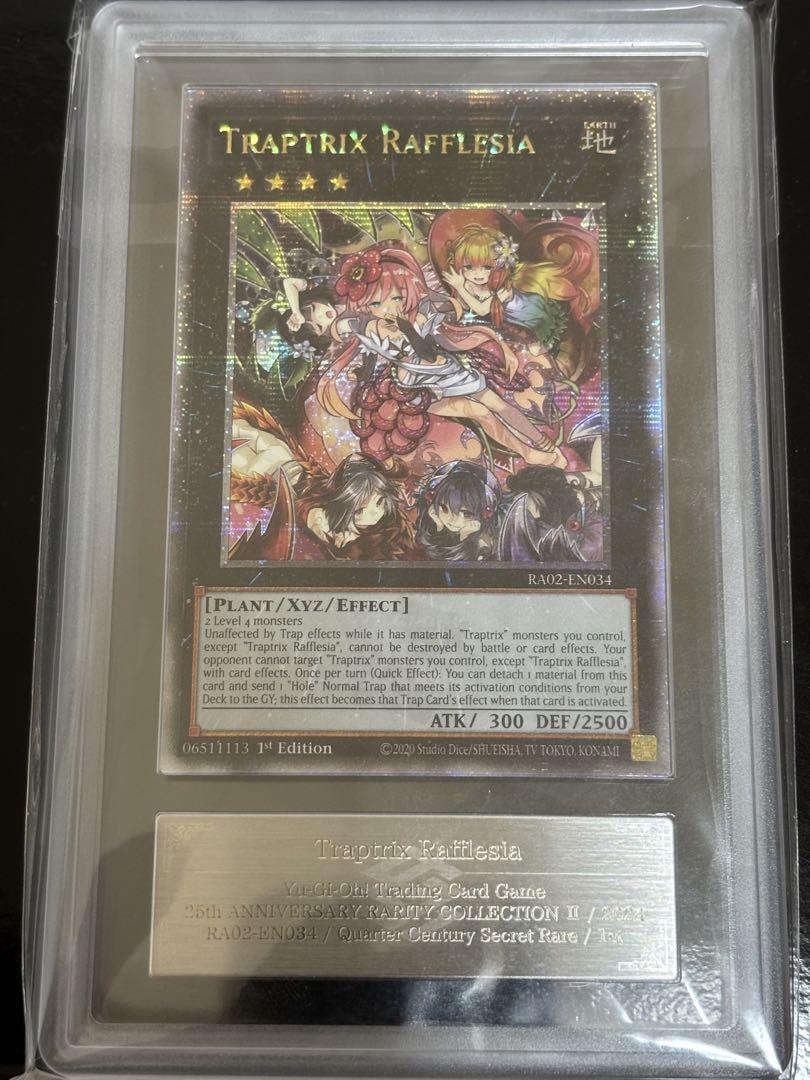 TRAPTRIX RAFFLESIA
EARTH
地
RA02-EN034
[PLANT/XYZ/EFFECT]
2 Level 4 monsters
Unaffected by Trap effects while it has material. "Traptrix" monsters you control,
except "Traptrix Rafflesia", cannot be destroyed by battle or card effects. Your
opponent cannot target "Traptrix" monsters you control, except "Traptrix Rafflesia",
with card effects. Once per turn (Quick Effect): You can detach 1 material from this
card and send 1 "Hole" Normal Trap that meets its activation conditions from your
Deck to the GY; this effect becomes that Trap Card's effect when that card is activated.
ATK/ 300 DEF/2500
06511113 1st Edition ©2020 Studio Dice/SHUEISHA, TV TOKYO, KONAMI
Traptrix Rafflesia
Yu-Gi-Oh! Trading Card Game
25th ANNIVERSARY RARITY COLLECTION II / 2024
RA02-EN034 / Quarter Century Secret Rare / 1st